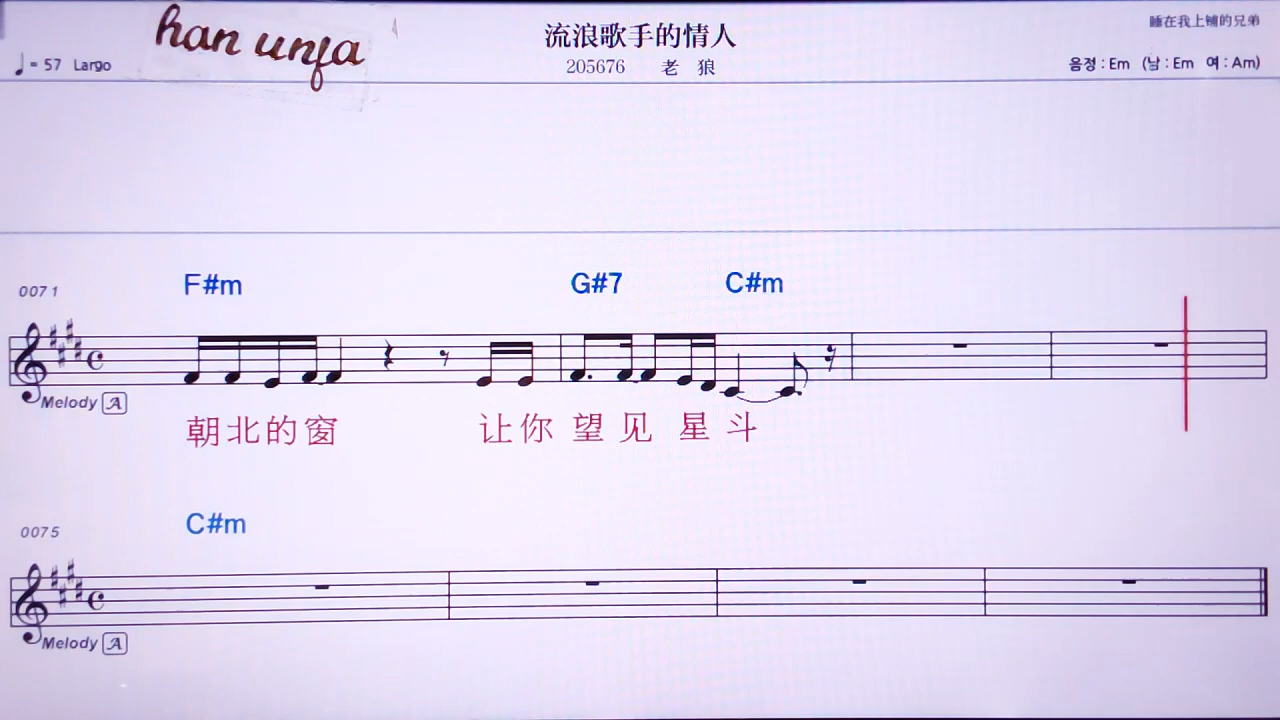 han unfa
流浪歌手的情人
睡在我上铺的兄弟
♩= 57 Largo
205676 老 狼
음정 : Em (남 : Em 여 : Am)
0071
F#m G#7 C#m
Melody A
朝北的窗 让你 望 见 星 斗
0075
C#m
Melody A